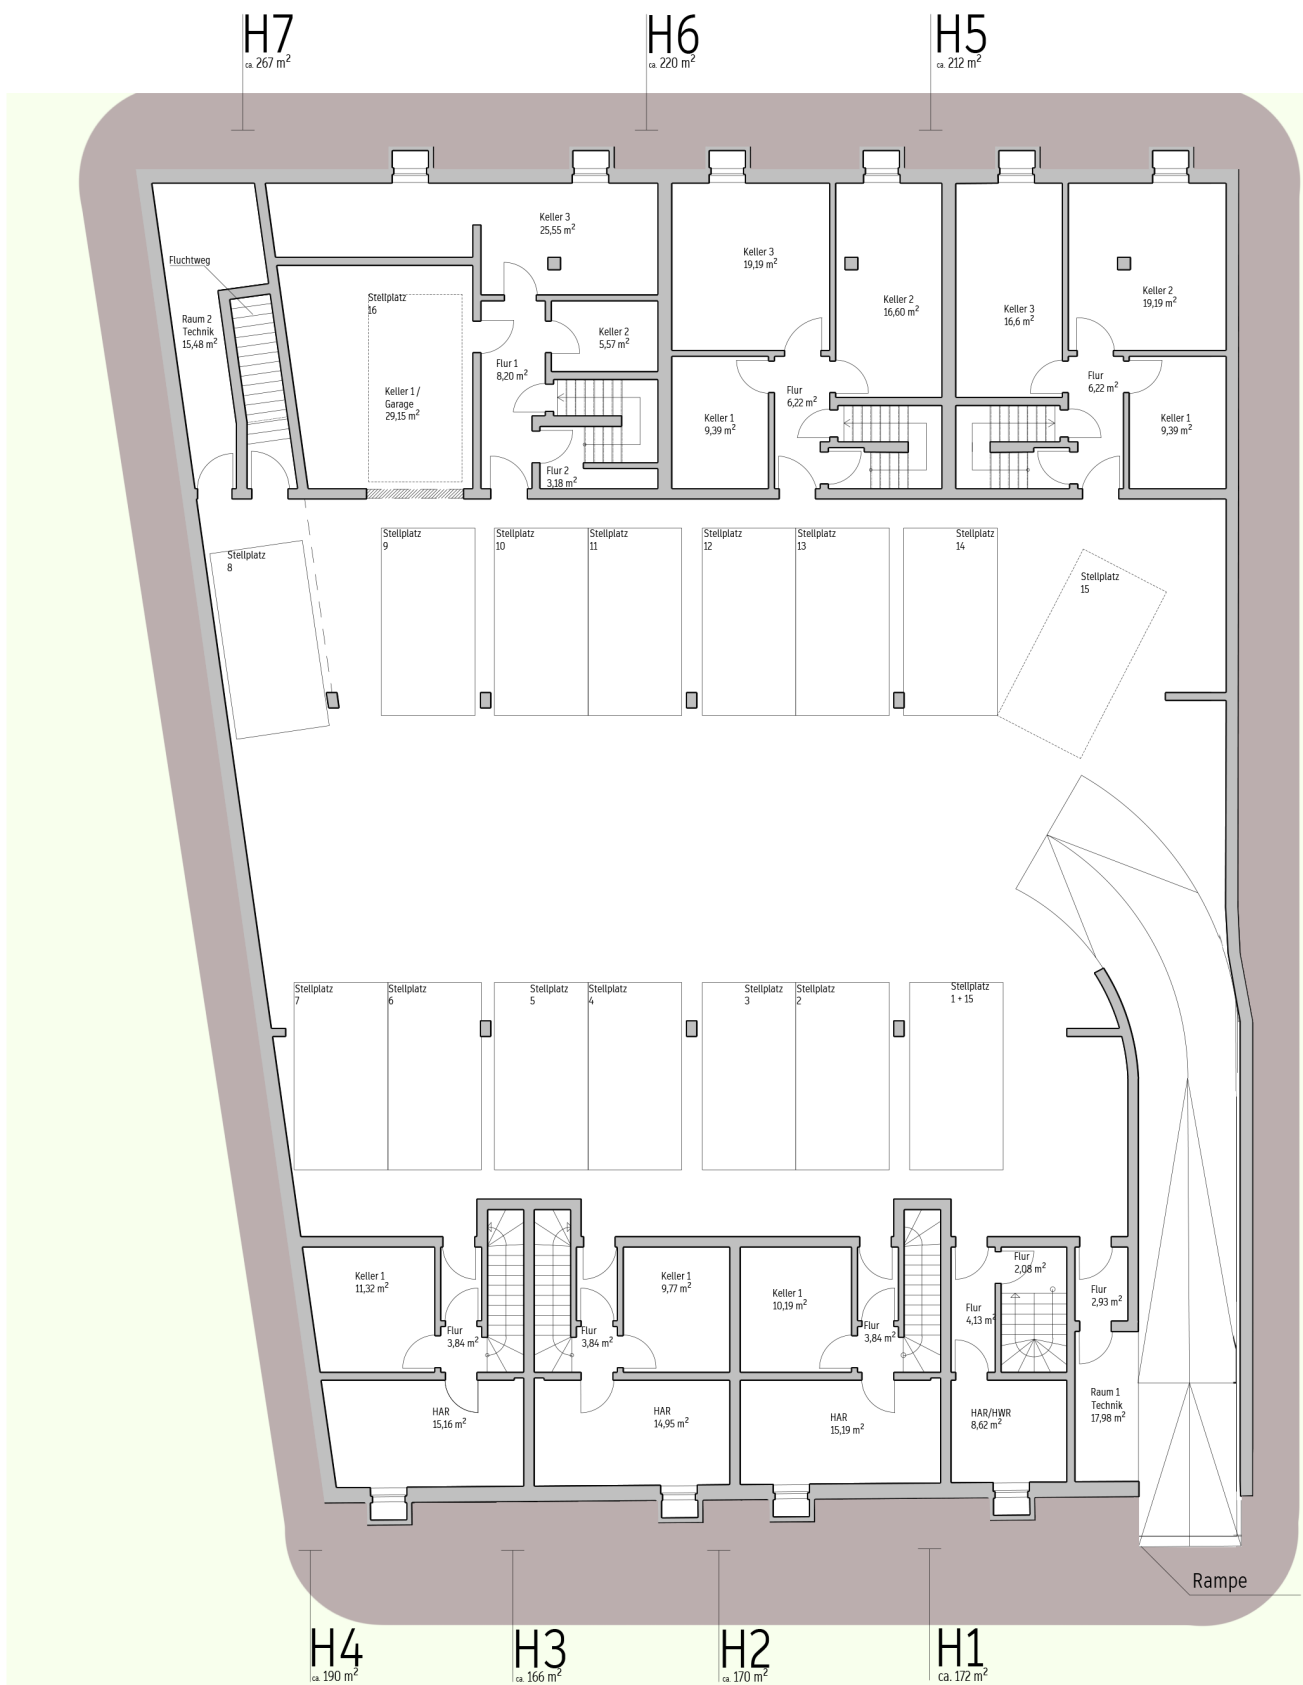 H7
ca. 267 m²
H6
ca. 220 m²
H5
ca. 212 m²
Keller 3
25,55 m²
Keller 3
19,19 m²
Fluchtweg
Keller 2
19,19 m²
Stellplatz
16
Keller 2
16,60 m²
Keller 3
16,6 m²
Raum 2
Technik
15,48 m²
Keller 2
5,57 m²
Flur 1
8,20 m²
Keller 1 /
Garage
29,15 m²
Flur
6,22 m²
Flur
6,22 m²
Keller 1
9,39 m²
Keller 1
9,39 m²
Flur 2
3,18 m²
Stellplatz
8
Stellplatz
9
Stellplatz
10
Stellplatz
11
Stellplatz
12
Stellplatz
13
Stellplatz
14
Stellplatz
15
Stellplatz
7
Stellplatz
6
Stellplatz
5
Stellplatz
4
Stellplatz
3
Stellplatz
2
Stellplatz
1 + 15
Keller 1
11,32 m²
Keller 1
9,77 m²
Keller 1
10,19 m²
Flur
2,08 m²
Flur
2,93 m²
Flur
4,13 m²
Flur
3,84 m²
Flur
3,84 m²
Flur
3,84 m²
HAR
15,16 m²
HAR
14,95 m²
HAR
15,19 m²
HAR/HWR
8,62 m²
Raum 1
Technik
17,98 m²
Rampe
H4
ca. 190 m²
H3
ca. 166 m²
H2
ca. 170 m²
H1
ca. 172 m²